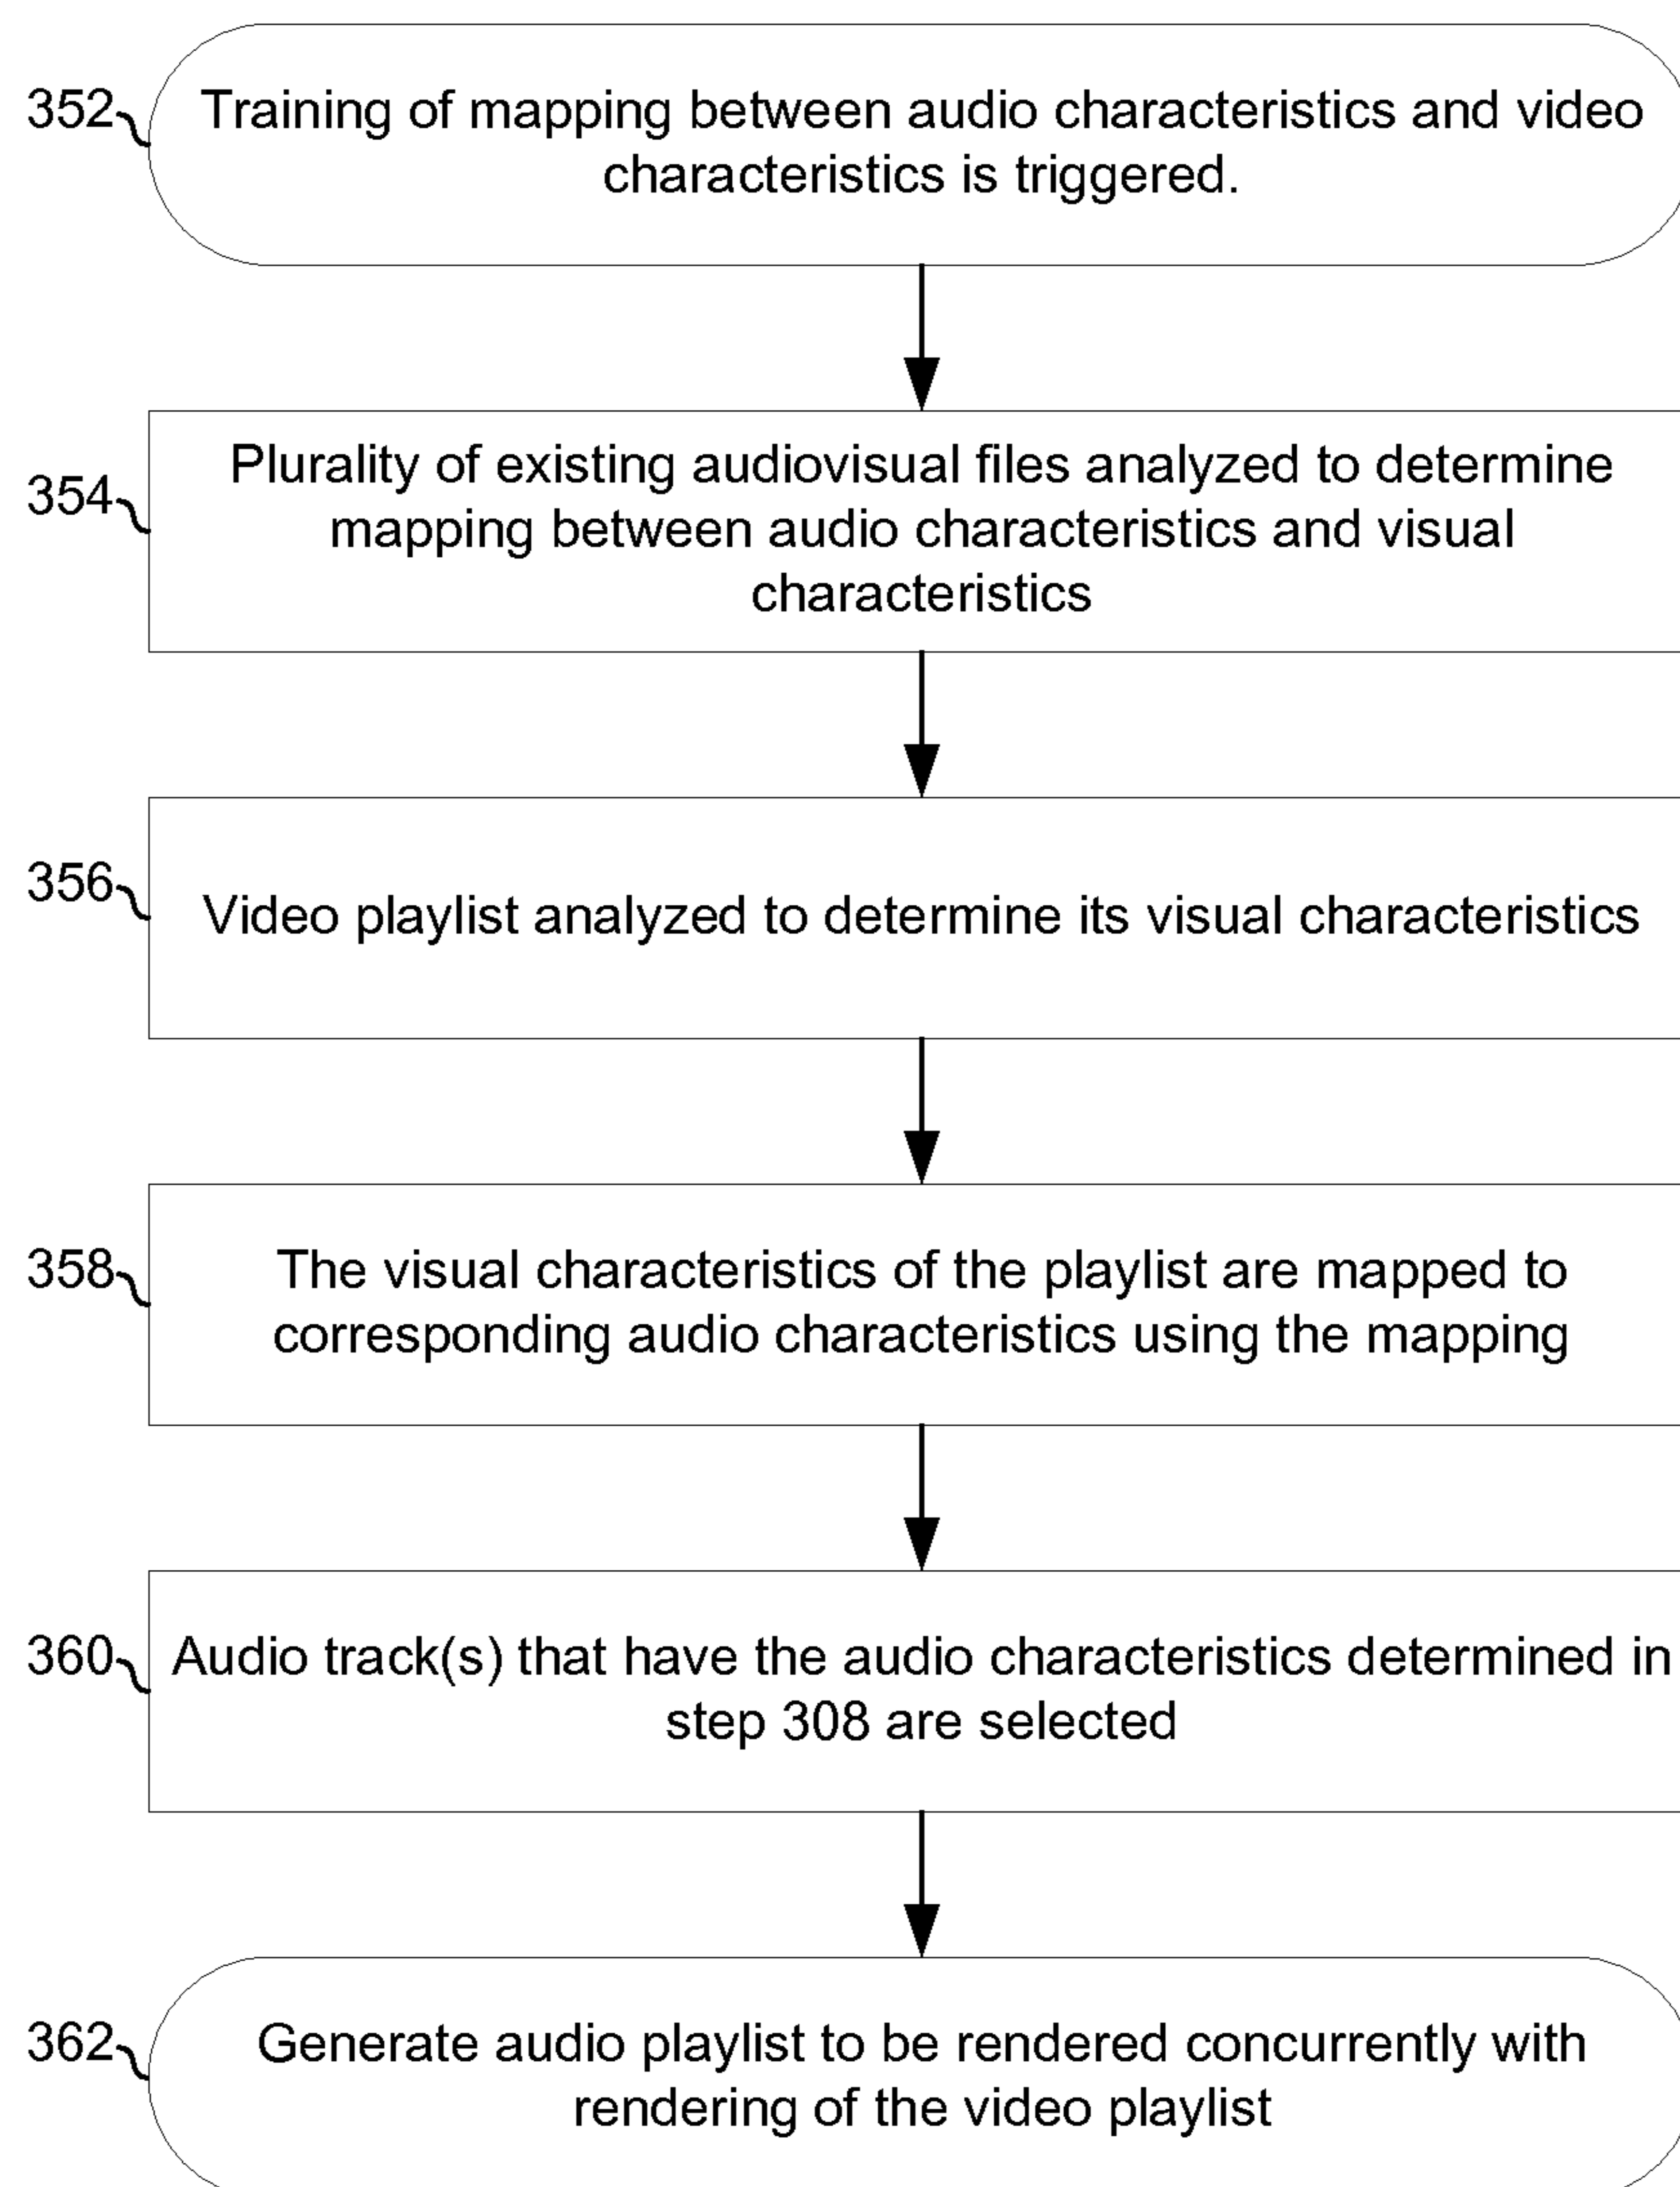 352
Training of mapping between audio characteristics and video
characteristics is triggered.
354
Plurality of existing audiovisual files analyzed to determine
mapping between audio characteristics and visual
characteristics
356
Video playlist analyzed to determine its visual characteristics
358
The visual characteristics of the playlist are mapped to
corresponding audio characteristics using the mapping
360
Audio track(s) that have the audio characteristics determined in
step 308 are selected
362
Generate audio playlist to be rendered concurrently with
rendering of the video playlist